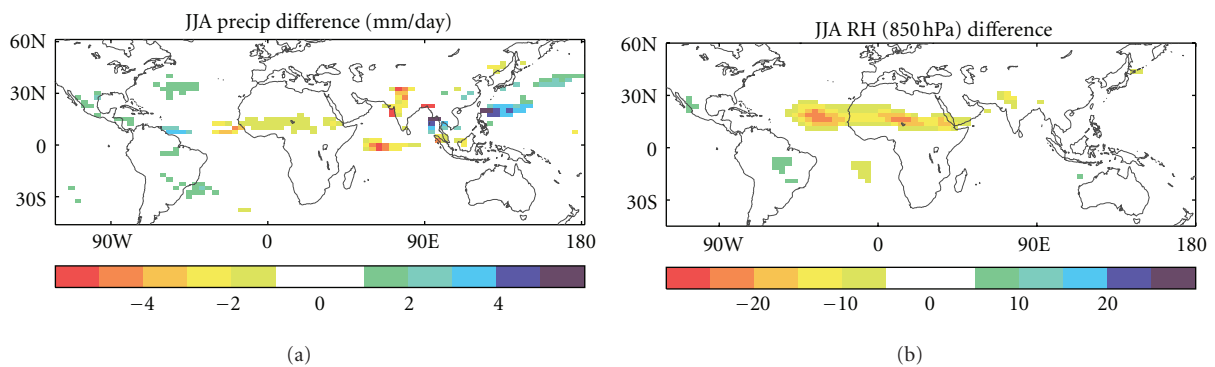 JJA precip difference (mm/day)
60N
30N
0
30S
90W 0 90E 180
−4 −2 0 2 4
(a)
JJA RH (850 hPa) difference
60N
30N
0
30S
90W 0 90E 180
−20 −10 0 10 20
(b)